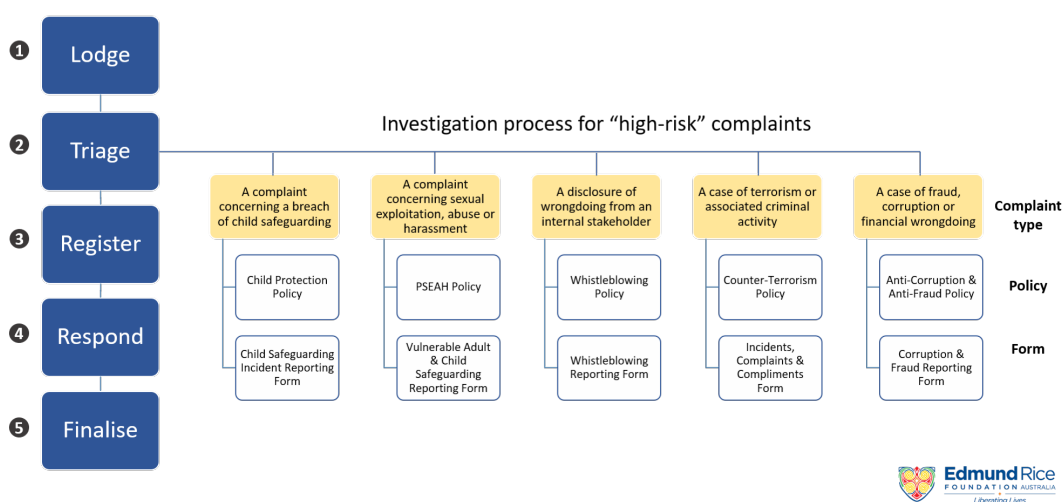 ❶
Lodge
❷
Triage
❸
Register
❹
Respond
❺
Finalise
Investigation process for “high-risk” complaints
A complaint
concerning a breach
of child safeguarding
A complaint
concerning sexual
exploitation, abuse or
harassment
A disclosure of
wrongdoing from an
internal stakeholder
A case of terrorism or
associated criminal
activity
A case of fraud,
corruption or
financial wrongdoing
Complaint
type
Child Protection
Policy
PSEAH Policy
Whistleblowing
Policy
Counter-Terrorism
Policy
Anti-Corruption &
Anti-Fraud Policy
Policy
Child Safeguarding
Incident Reporting
Form
Vulnerable Adult
& Child
Safeguarding
Reporting Form
Whistleblowing
Reporting Form
Incidents,
Complaints &
Compliments
Form
Corruption &
Fraud Reporting
Form
Form
Edmund Rice
FOUNDATION AUSTRALIA
Liberating Lives